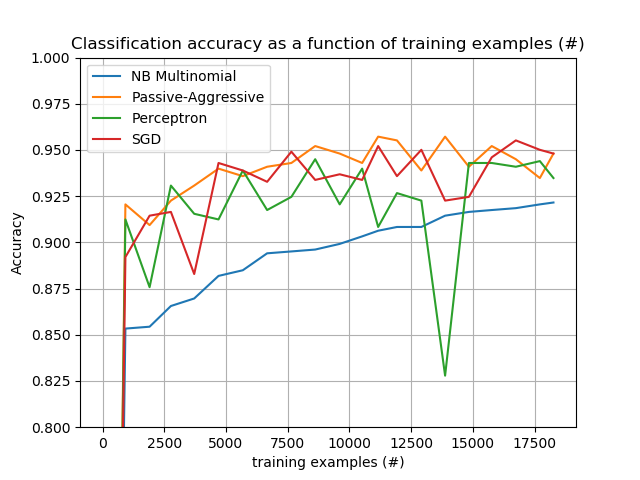 Classification accuracy as a function of training examples (#)
1.000
0.975
0.950
0.925
0.900
0.875
0.850
0.825
0.800
Accuracy
NB Multinomial
Passive-Aggressive
Perceptron
SGD
0 2500 5000 7500 10000 12500 15000 17500
training examples (#)